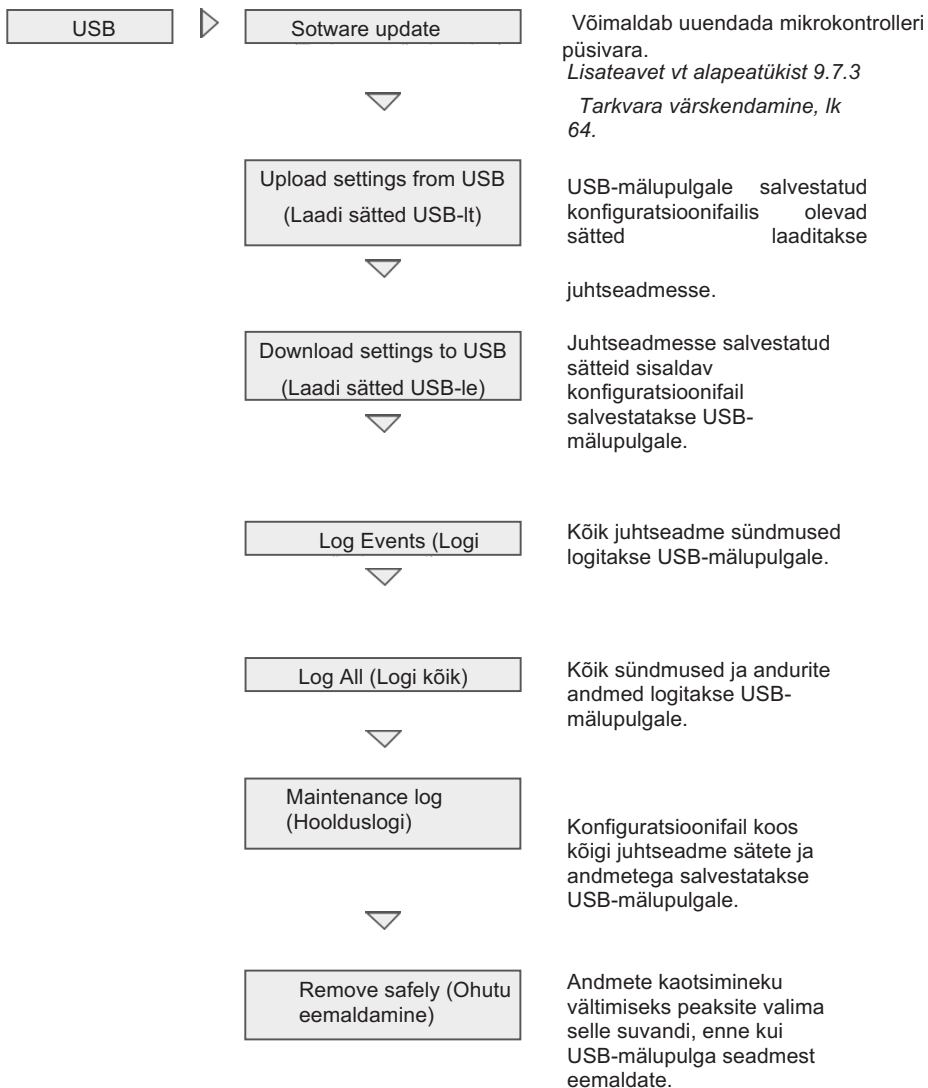 USB
Sotware update
Võimaldab uuendada mikrokontrolleri
püsivara.
Lisateavet vt alapeatükist 9.7.3
Tarkvara värskendamine, lk
64.
Upload settings from USB
(Laadi sätted USB-lt)
USB-mälupulgale salvestatud
konfiguratsioonifailis olevad
sätted laaditakse
juhtseadmesse.
Download settings to USB
(Laadi sätted USB-le)
Juhtseadmesse salvestatud
sätteid sisaldav
konfiguratsioonifail
salvestatakse USB-
mälupulgale.
Log Events (Logi
Kõik juhtseadme sündmused
logitakse USB-mälupulgale.
Log All (Logi kõik)
Kõik sündmused ja andurite
andmed logitakse USB-
mälupulgale.
Maintenance log
(Hoolduslogi)
Konfiguratsioonifail koos
kõigi juhtseadme sätete ja
andmetega salvestatakse
USB-mälupulgale.
Remove safely (Ohutu
eemaldamine)
Andmete kaotsimineku
vältimiseks peaksite valima
selle suvandi, enne kui
USB-mälupulga seadmest
eemaldate.